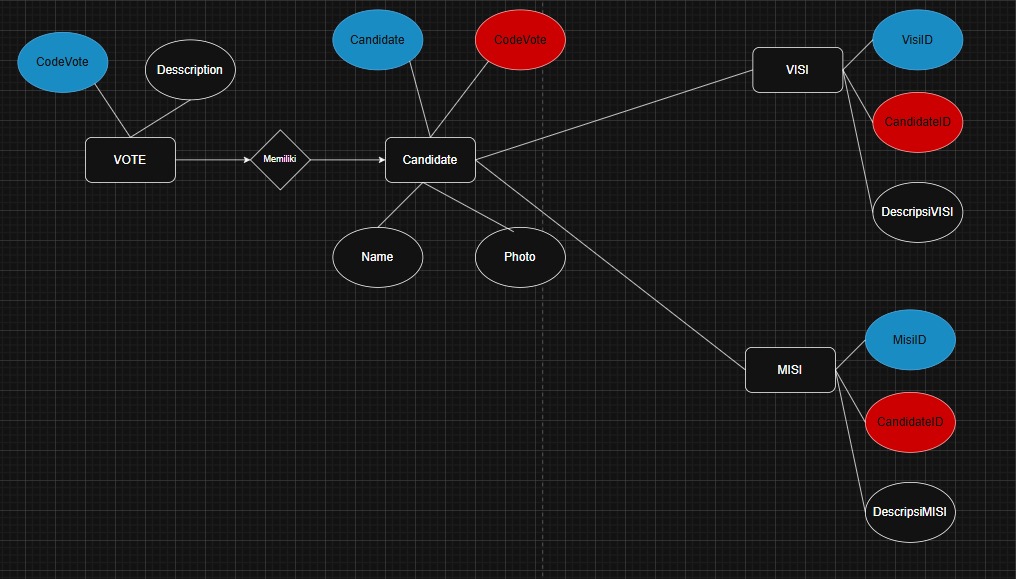 CodeVote
Desscription
Candidate
CodeVote
VISI
VisiID
CandidateID
DescripsiVISI
VOTE
Memiliki
Candidate
Name
Photo
MISI
MisiID
CandidateID
DescripsiMISI